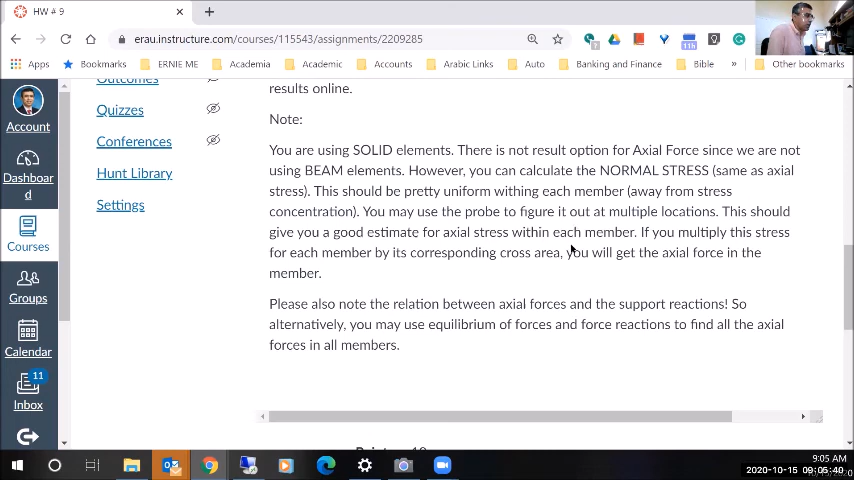 HW # 9
erau.instructure.com/courses/115543/assignments/2209285
Apps Bookmarks ERNIE ME Academia Academic Accounts Arabic Links Auto Banking and Finance Bible » Other bookmarks
11h
Account
Dashboar
d
Courses
Groups
Calendar
11
Inbox
Outcomes
Quizzes
Conferences
Hunt Library
Settings
results online.
Note:
You are using SOLID elements. There is not result option for Axial Force since we are not
using BEAM elements. However, you can calculate the NORMAL STRESS (same as axial
stress). This should be pretty uniform withing each member (away from stress
concentration). You may use the probe to figure it out at multiple locations. This should
give you a good estimate for axial stress within each member. If you multiply this stress
for each member by its corresponding cross area, you will get the axial force in the
member.
Please also note the relation between axial forces and the support reactions! So
alternatively, you may use equilibrium of forces and force reactions to find all the axial
forces in all members.
9:05 AM
2020-10-15 09:05:40